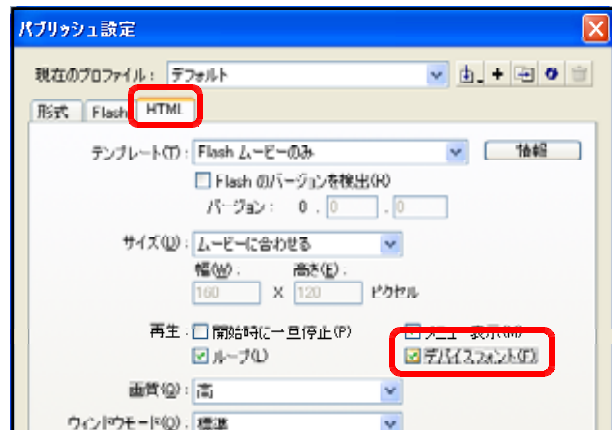 パブリッシュ設定
現在のプロファイル： デフォルト
形式 Flash HTML
テンプレート(T)： Flash ムービーのみ 情報
Flash のバージョンを検出(R)
バージョン： 0 . 0 . 0
サイズ(U)： ムービーに合わせる
幅(W)： 高さ(E)：
160 X 120 ピクセル
再生： 開始時に一旦停止(P) メニュー表示(M)
ループ(L) デバイスフォント(F)
画質(Q)： 高
ウィンドウモード(O)： 標準